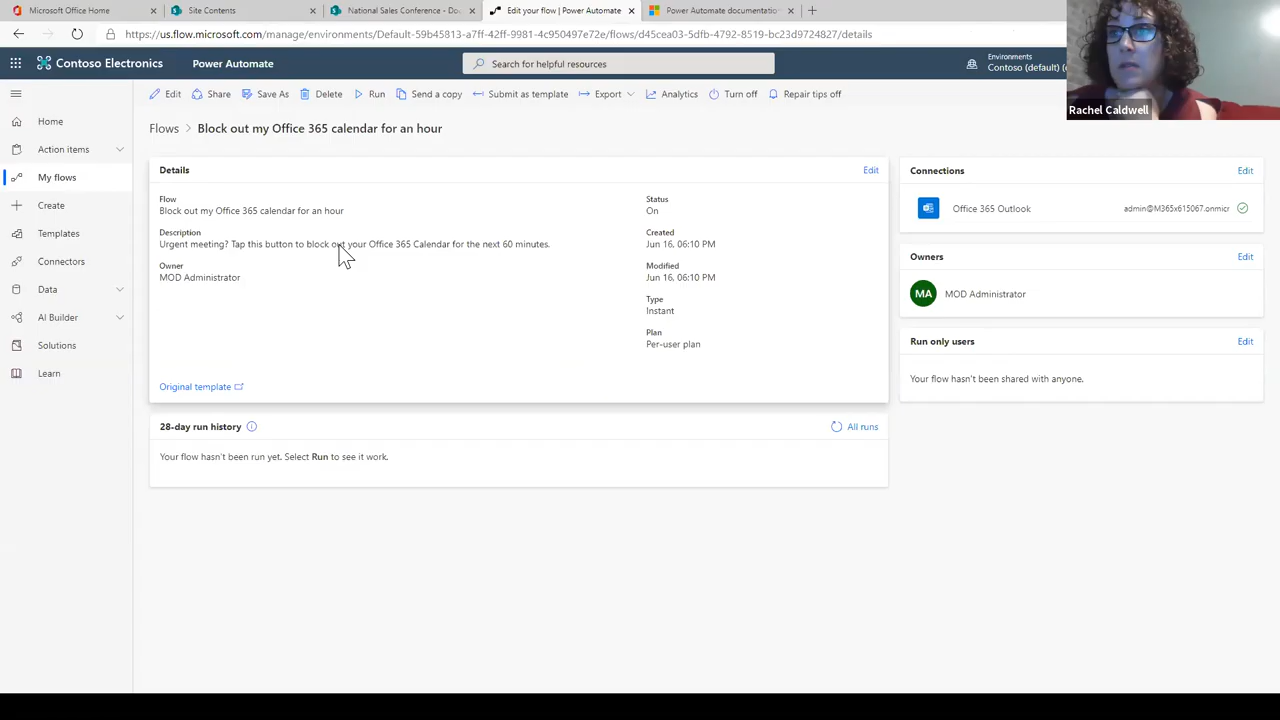 Microsoft Office Home
Site Contents
National Sales Conference - Do
Edit your flow | Power Automate
Power Automate documentatio
https://us.flow.microsoft.com/manage/environments/Default-59b45813-a7ff-42ff-9981-4c950497e72e/flows/d45cea03-5dfb-4792-8519-bc23d9724827/details
Contoso Electronics
Power Automate
Search for helpful resources
Environments
Contoso (default) (
Rachel Caldwell
Edit
Share
Save As
Delete
Run
Send a copy
Submit as template
Export
Analytics
Turn off
Repair tips off
Home
Action items
My flows
Create
Templates
Connectors
Data
AI Builder
Solutions
Learn
Flows > Block out my Office 365 calendar for an hour
Details
Edit
Flow
Block out my Office 365 calendar for an hour
Description
Urgent meeting? Tap this button to block out your Office 365 Calendar for the next 60 minutes.
Owner
MOD Administrator
Status
On
Created
Jun 16, 06:10 PM
Modified
Jun 16, 06:10 PM
Type
Instant
Plan
Per-user plan
Original template
28-day run history
All runs
Your flow hasn't been run yet. Select Run to see it work.
Connections
Edit
Office 365 Outlook
admin@M365x615067.onmicr
Owners
Edit
MA
MOD Administrator
Run only users
Edit
Your flow hasn't been shared with anyone.